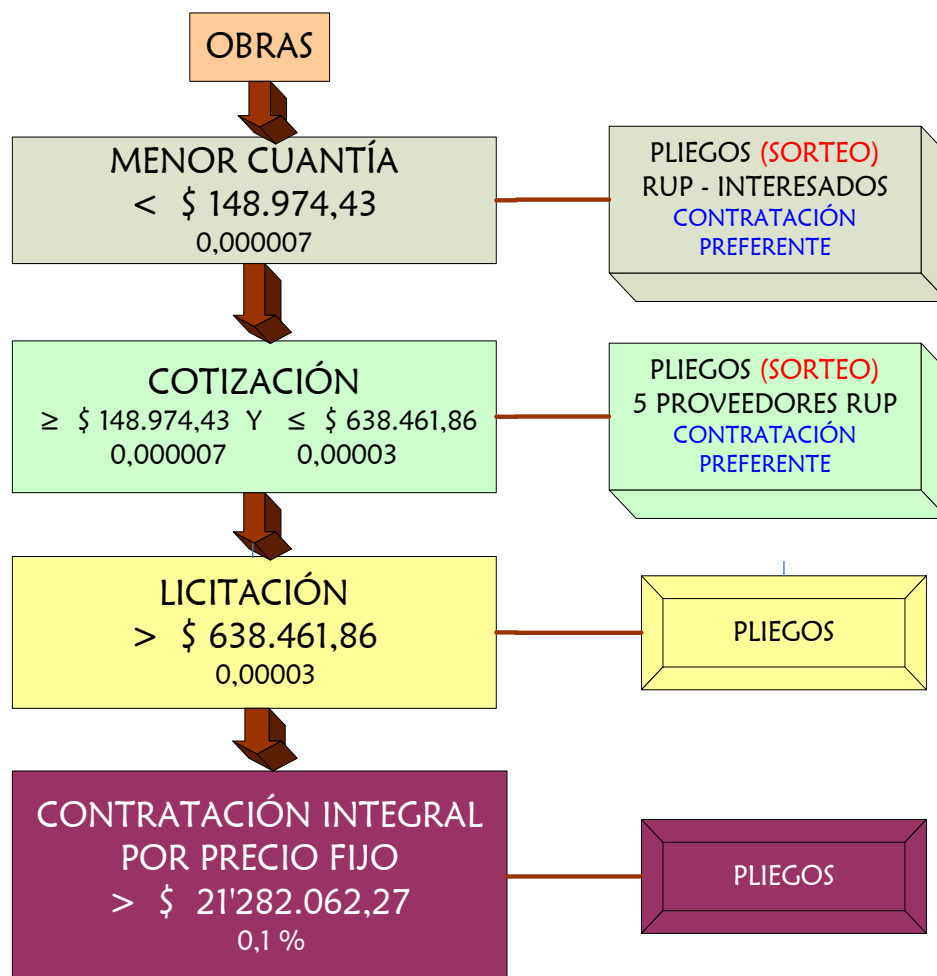 OBRAS
MENOR CUANTÍA
< $ 148.974,43
0,000007
PLIEGOS (SORTEO)
RUP - INTERESADOS
CONTRATACIÓN
PREFERENTE
COTIZACIÓN
≥ $ 148.974,43 Y ≤ $ 638.461,86
0,000007 0,00003
PLIEGOS (SORTEO)
5 PROVEEDORES RUP
CONTRATACIÓN
PREFERENTE
LICITACIÓN
> $ 638.461,86
0,00003
PLIEGOS
CONTRATACIÓN INTEGRAL
POR PRECIO FIJO
> $ 21'282.062,27
0,1 %
PLIEGOS